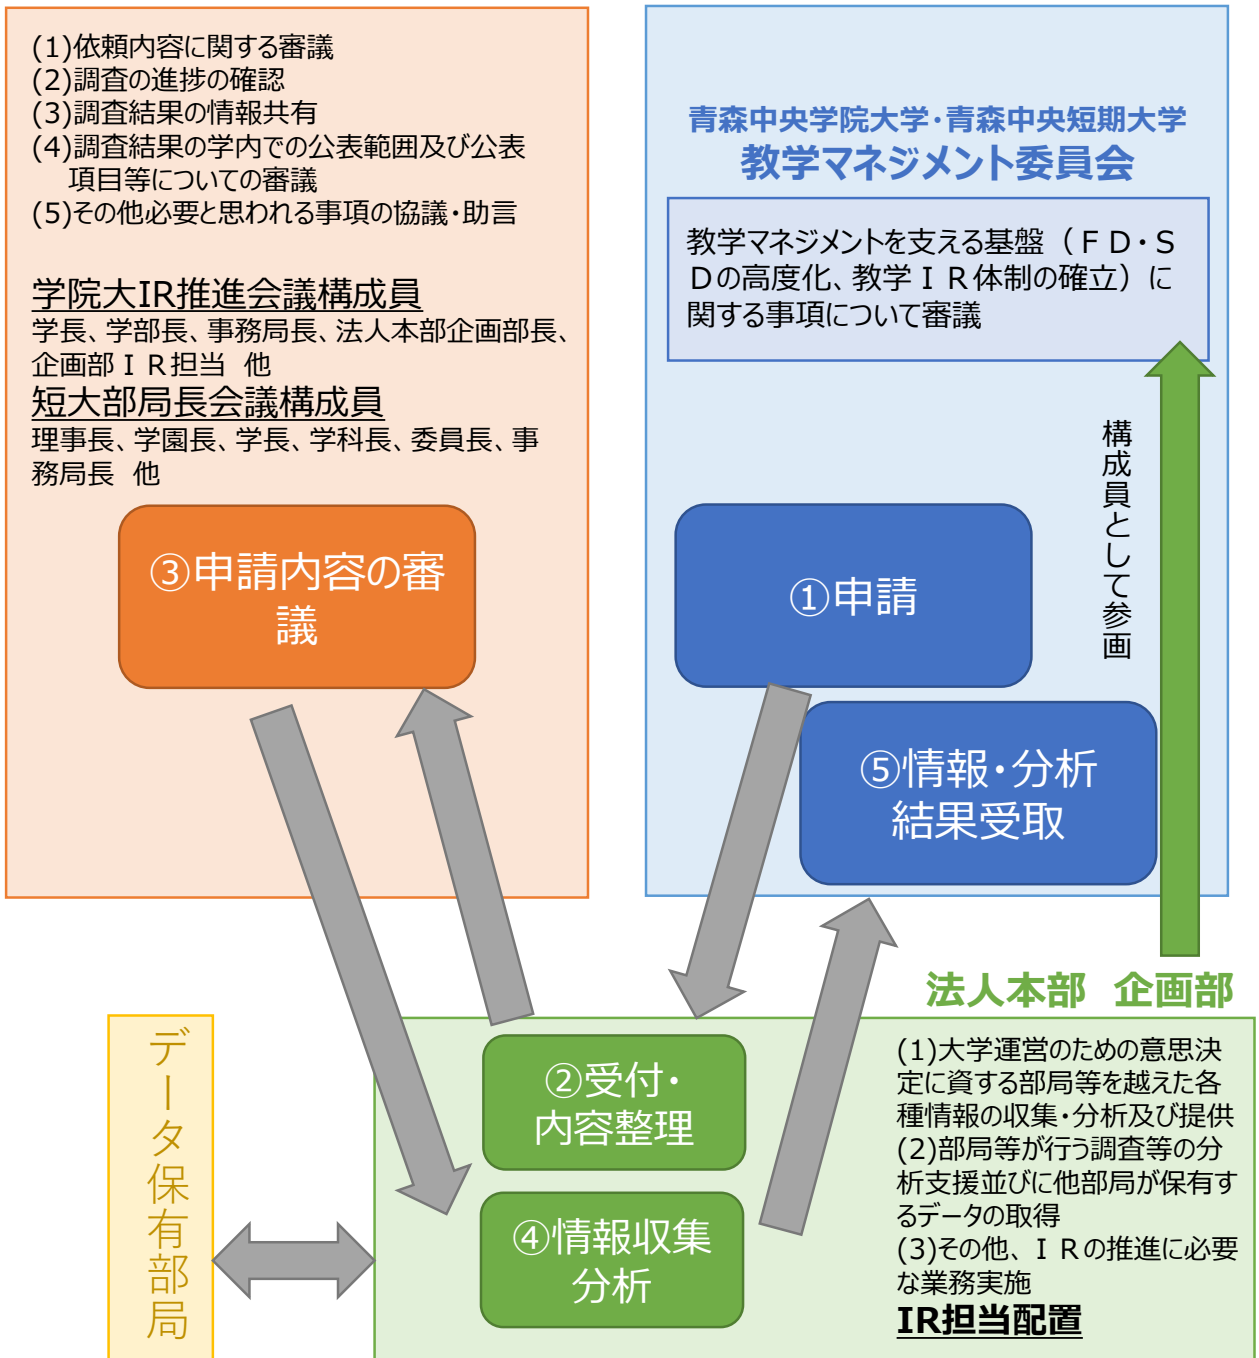 (1)依頼内容に関する審議
(2)調査の進捗の確認
(3)調査結果の情報共有
(4)調査結果の学内での公表範囲及び公表
項目等についての審議
(5)その他必要と思われる事項の協議・助言
学院大IR推進会議構成員
学長、学部長、事務局長、法人本部企画部長、
企画部ＩＲ担当 他
短大部局長会議構成員
理事長、学園長、学長、学科長、委員長、事
務局長 他
③申請内容の審
議
青森中央学院大学・青森中央短期大学
教学マネジメント委員会
教学マネジメントを支える基盤（ＦＤ・Ｓ
Ｄの高度化、教学ＩＲ体制の確立）に
関する事項について審議
構成員として参画
①申請
⑤情報・分析
結果受取
法人本部 企画部
②受付・
内容整理
④情報収集
分析
(1)大学運営のための意思決
定に資する部局等を越えた各
種情報の収集・分析及び提供
(2)部局等が行う調査等の分
析支援並びに他部局が保有す
るデータの取得
(3)その他、ＩＲの推進に必要
な業務実施
IR担当配置
データ保有部局